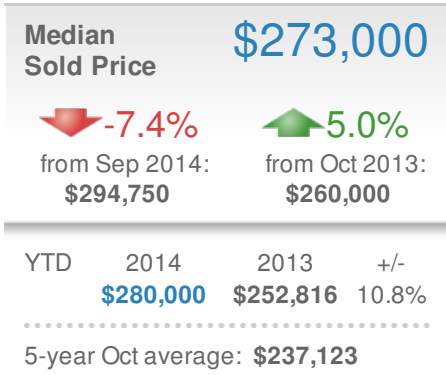 Median
Sold Price
$273,000
-7.4% 5.0%
from Sep 2014: from Oct 2013:
$294,750 $260,000
YTD 2014 2013 +/-
$280,000 $252,816 10.8%
5-year Oct average: $237,123